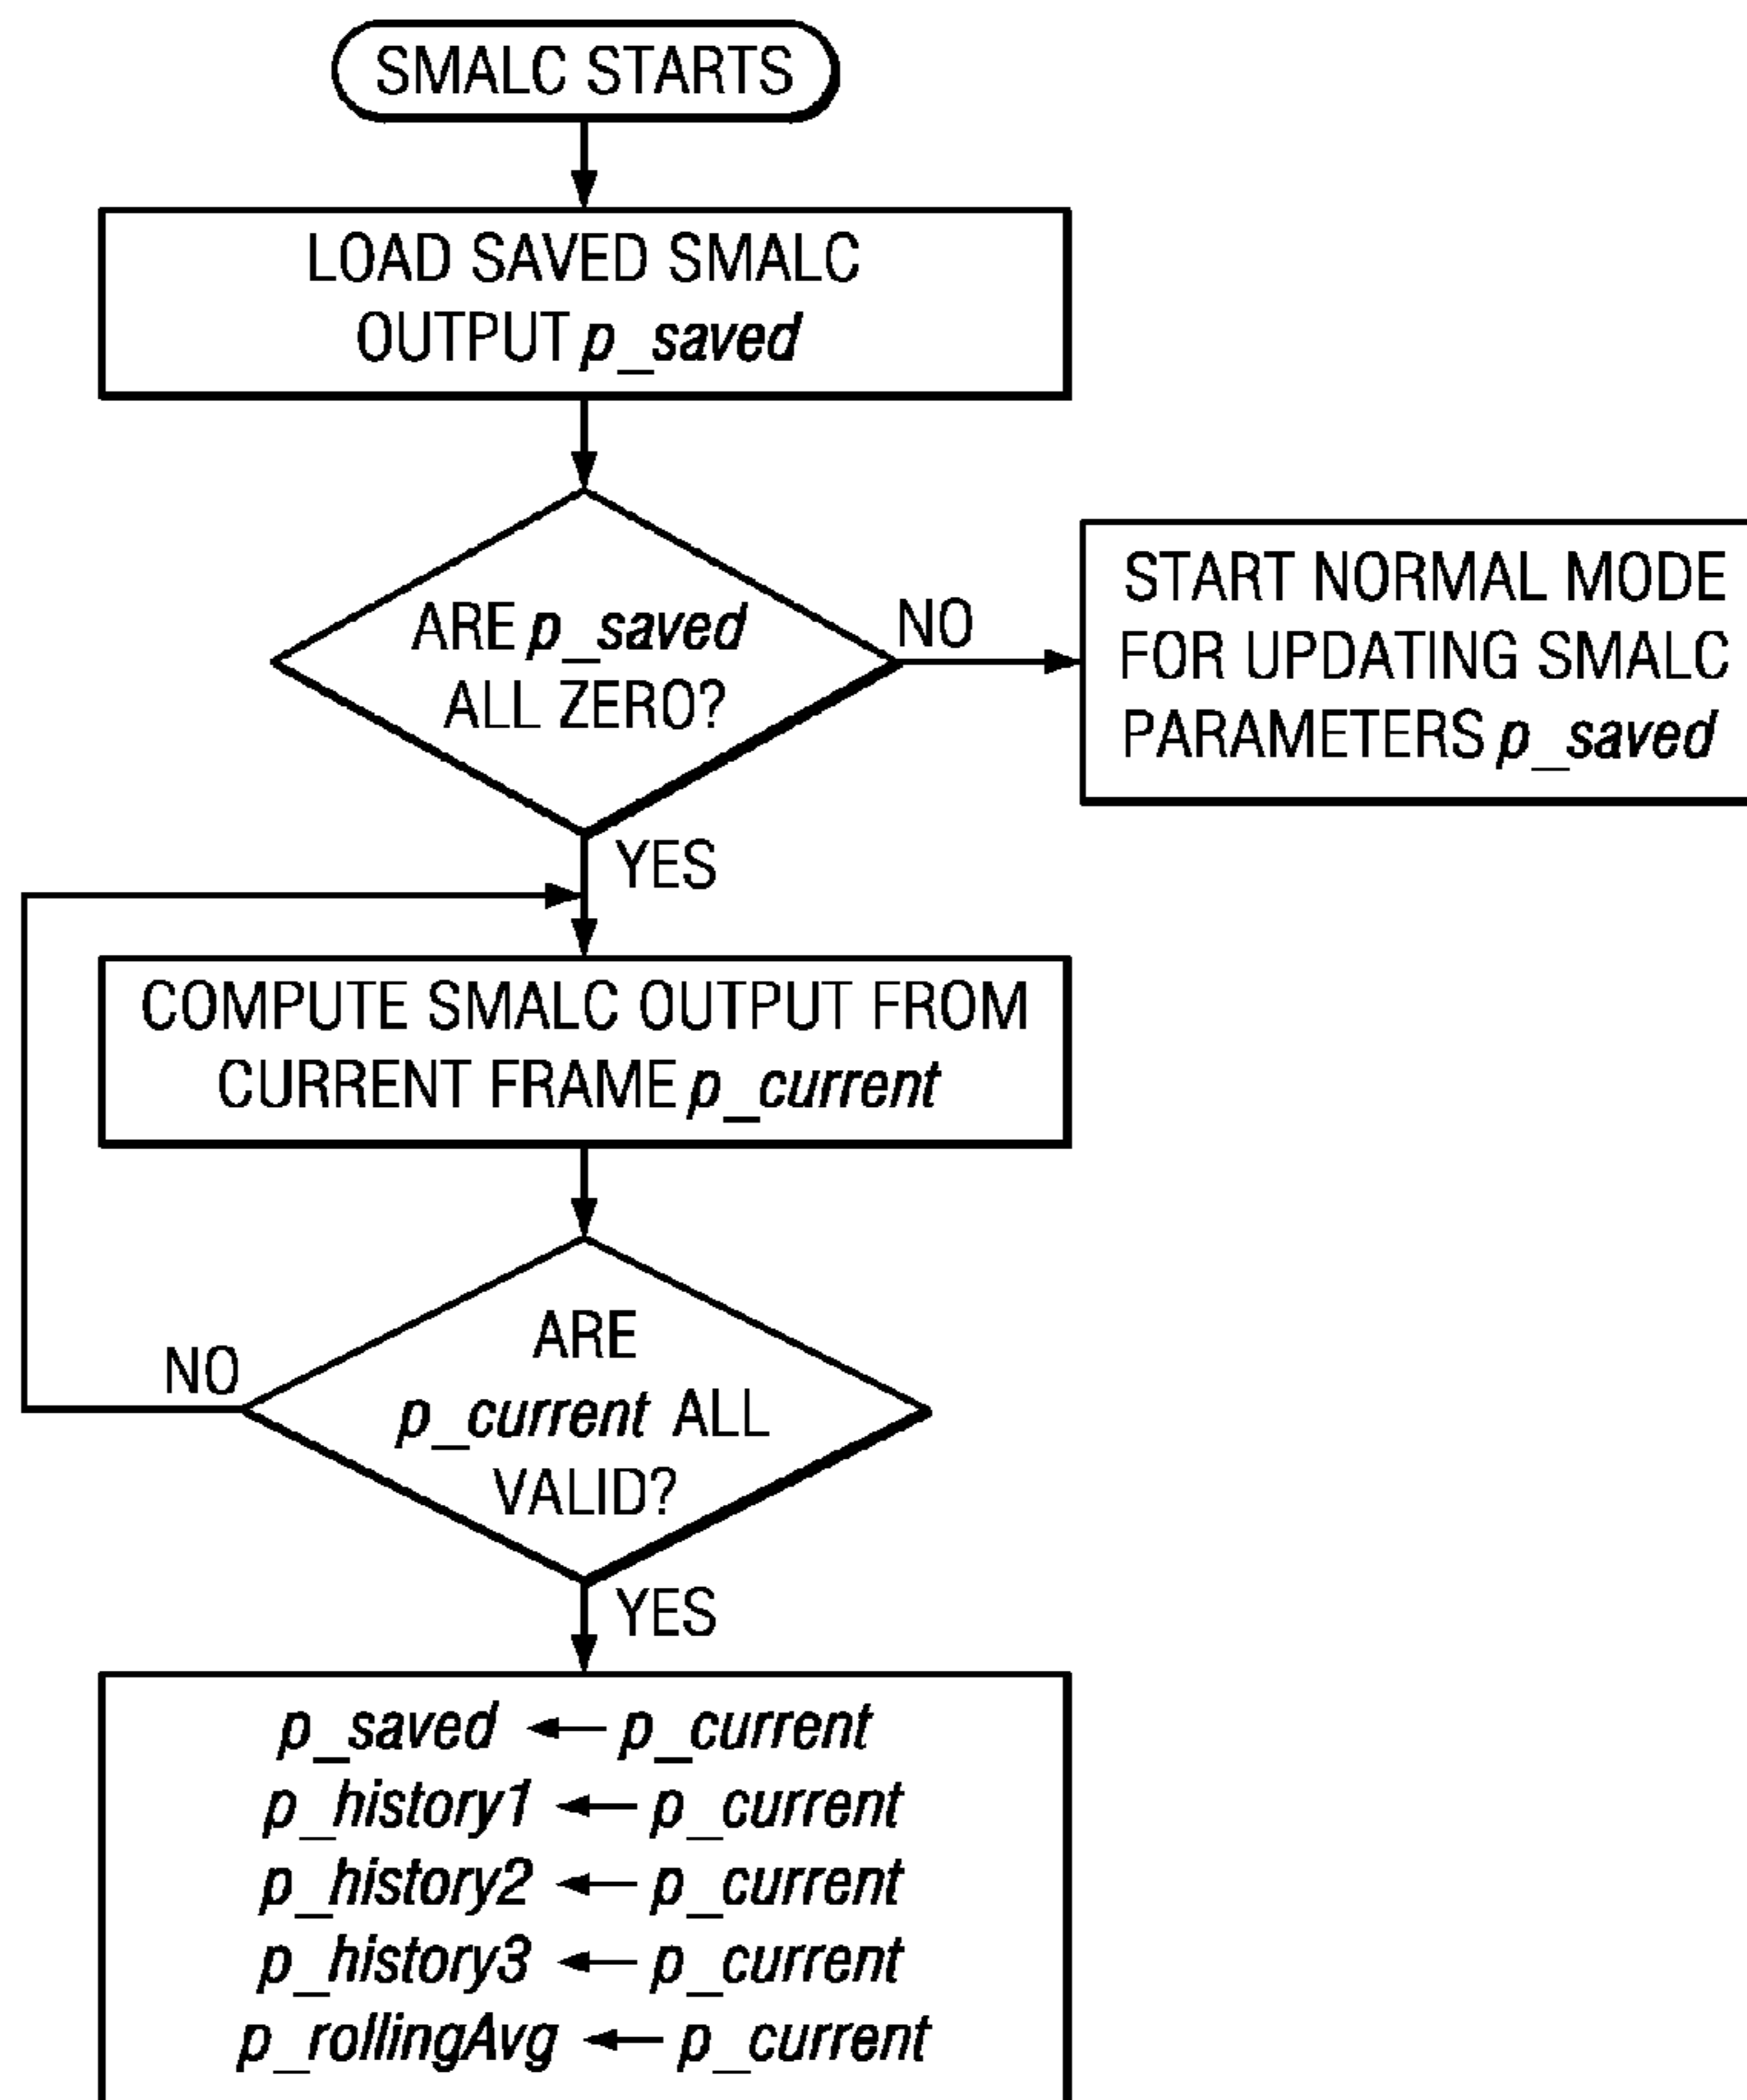 SMALC STARTS
LOAD SAVED SMALC
OUTPUT p_saved
ARE p_saved
ALL ZERO?
NO
START NORMAL MODE
FOR UPDATING SMALC
PARAMETERS p_saved
YES
COMPUTE SMALC OUTPUT FROM
CURRENT FRAME p_current
ARE
p_current ALL
VALID?
NO
YES
p_saved ← p_current
p_history1 ← p_current
p_history2 ← p_current
p_history3 ← p_current
p_rollingAvg ← p_current